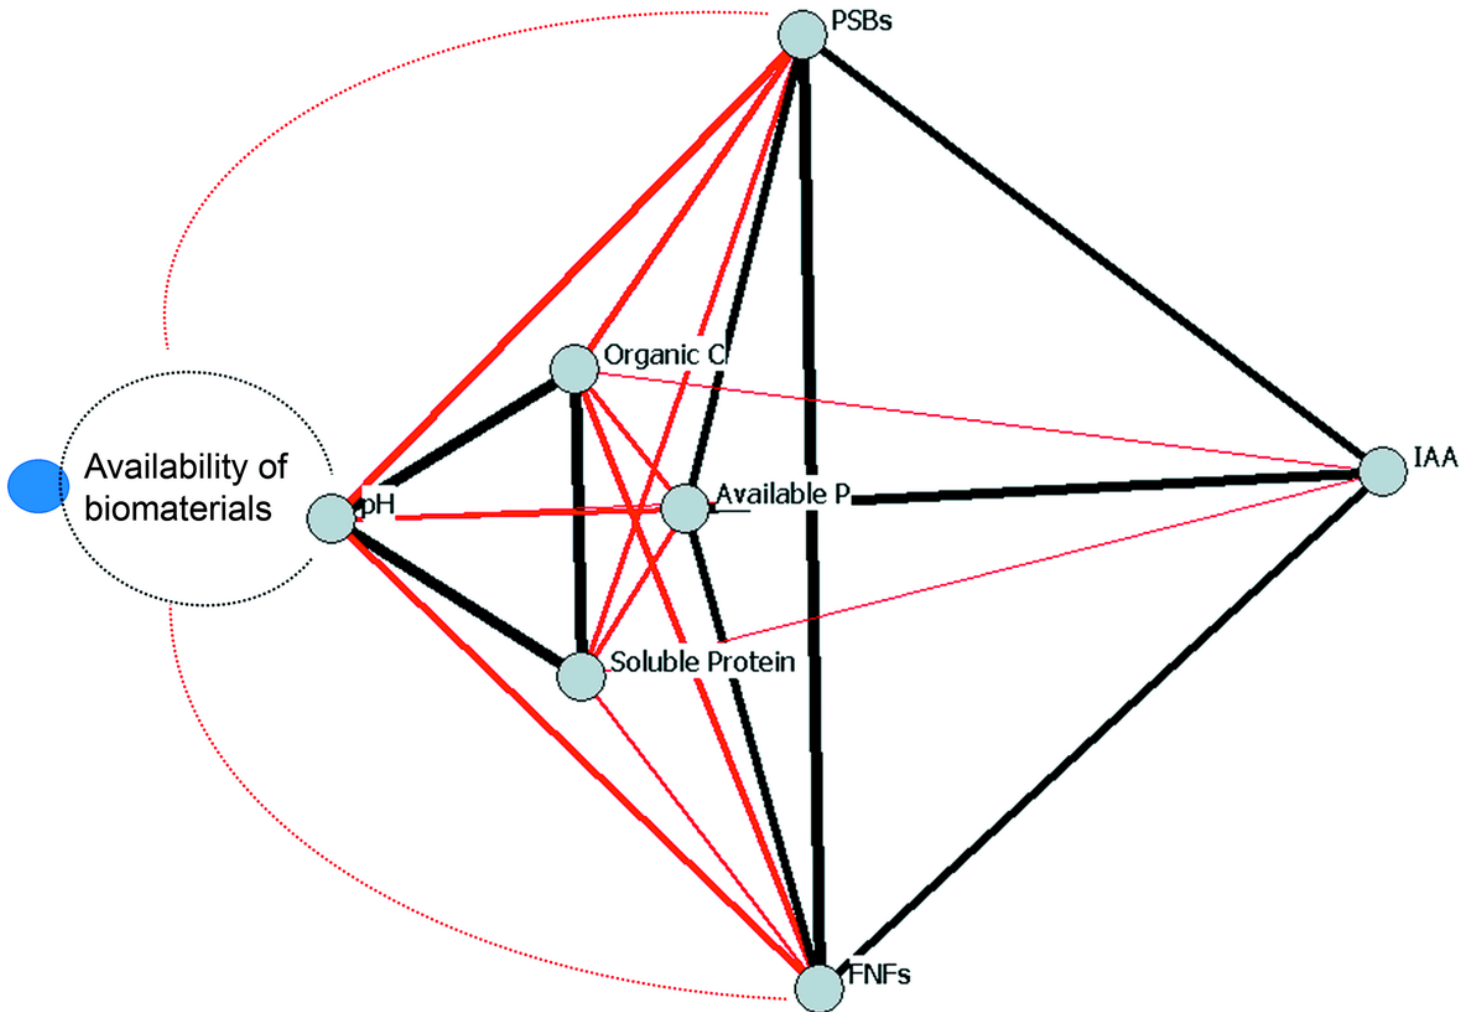 PSBs
Organic C
IAA
Availability of
biomaterials
pH
Available P
Soluble Protein
FNFs